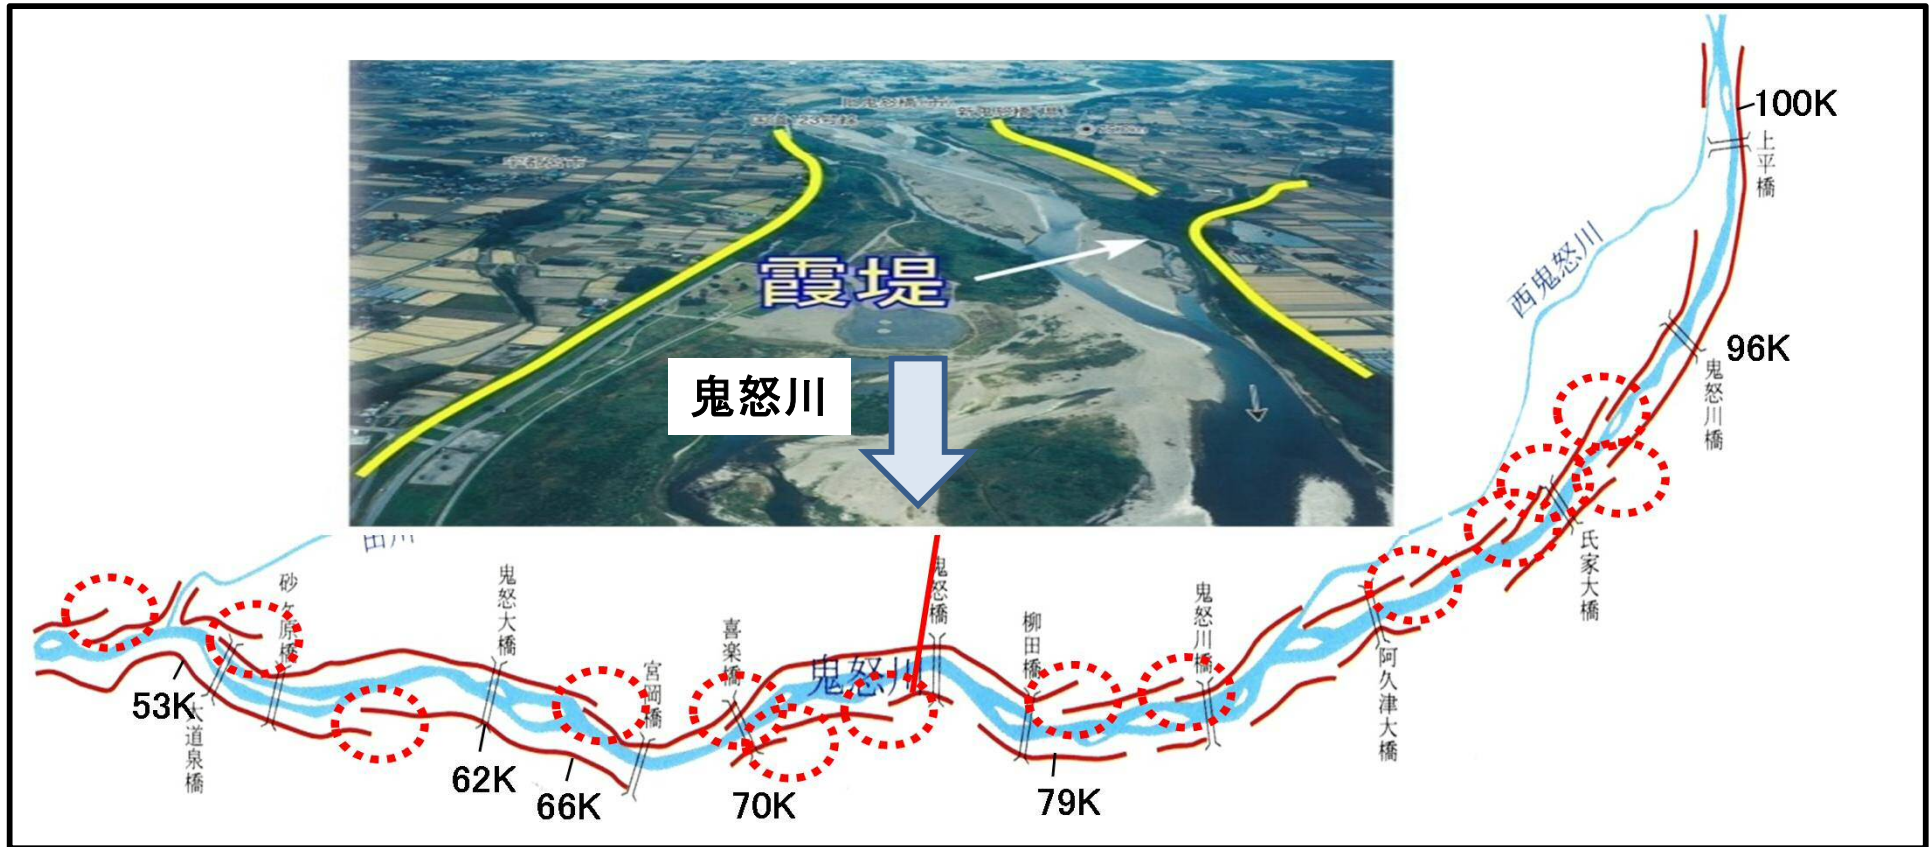 100K
上平橋
西鬼怒川
96K
鬼怒川橋
霞堤
鬼怒川
氏家大橋
田川
砂ヶ原橋
鬼怒大橋
宮岡橋
喜楽橋
鬼怒川
鬼怒橋
柳田橋
鬼怒川橋
阿久津大橋
53K
大道泉橋
62K
66K
70K
79K